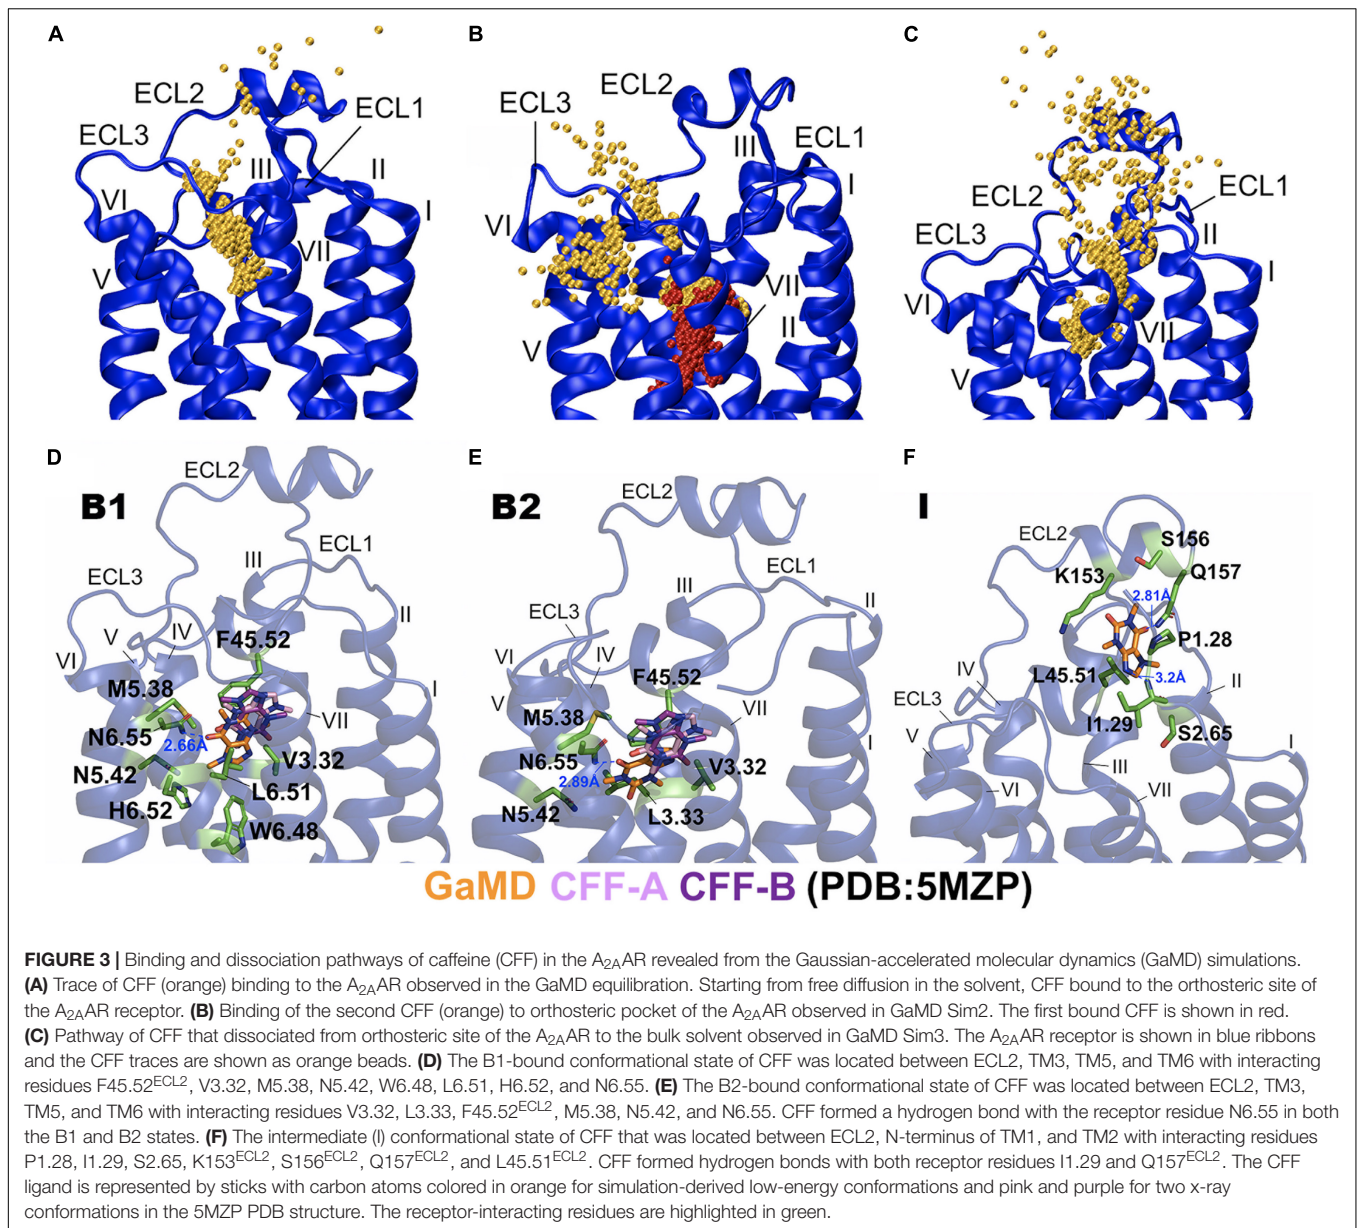 A
ECL2
ECL3
ECL1
III
II
VI
I
VII
V
B
ECL2
ECL3
III
ECL1
I
VI
VII
II
V
C
ECL2
ECL1
ECL3
II
I
VI
VII
V
D
B1
ECL2
ECL1
III
ECL3
II
V
IV
F45.52
VI
M5.38
I
VII
N6.55
2.66Å
N5.42
V3.32
L6.51
H6.52
W6.48
E
B2
ECL2
ECL1
III
II
ECL3
VI
IV
F45.52
V
M5.38
VII
N6.55
I
2.89Å
V3.32
N5.42
L3.33
F
I
ECL2
S156
K153
Q157
2.81Å
P1.28
IV
L45.51
3.2Å
II
ECL3
I1.29
S2.65
V
I
III
VI
VII
GaMD CFF-A CFF-B (PDB:5MZP)
FIGURE 3 | Binding and dissociation pathways of caffeine (CFF) in the A2AAR revealed from the Gaussian-accelerated molecular dynamics (GaMD) simulations.
(A) Trace of CFF (orange) binding to the A2AAR observed in the GaMD equilibration. Starting from free diffusion in the solvent, CFF bound to the orthosteric site of
the A2AAR receptor. (B) Binding of the second CFF (orange) to orthosteric pocket of the A2AAR observed in GaMD Sim2. The first bound CFF is shown in red.
(C) Pathway of CFF that dissociated from orthosteric site of the A2AAR to the bulk solvent observed in GaMD Sim3. The A2AAR receptor is shown in blue ribbons
and the CFF traces are shown as orange beads. (D) The B1-bound conformational state of CFF was located between ECL2, TM3, TM5, and TM6 with interacting
residues F45.52ECL2, V3.32, M5.38, N5.42, W6.48, L6.51, H6.52, and N6.55. (E) The B2-bound conformational state of CFF was located between ECL2, TM3,
TM5, and TM6 with interacting residues V3.32, L3.33, F45.52ECL2, M5.38, N5.42, and N6.55. CFF formed a hydrogen bond with the receptor residue N6.55 in both
the B1 and B2 states. (F) The intermediate (I) conformational state of CFF that was located between ECL2, N-terminus of TM1, and TM2 with interacting residues
P1.28, I1.29, S2.65, K153ECL2, S156ECL2, Q157ECL2, and L45.51ECL2. CFF formed hydrogen bonds with both receptor residues I1.29 and Q157ECL2. The CFF
ligand is represented by sticks with carbon atoms colored in orange for simulation-derived low-energy conformations and pink and purple for two x-ray
conformations in the 5MZP PDB structure. The receptor-interacting residues are highlighted in green.